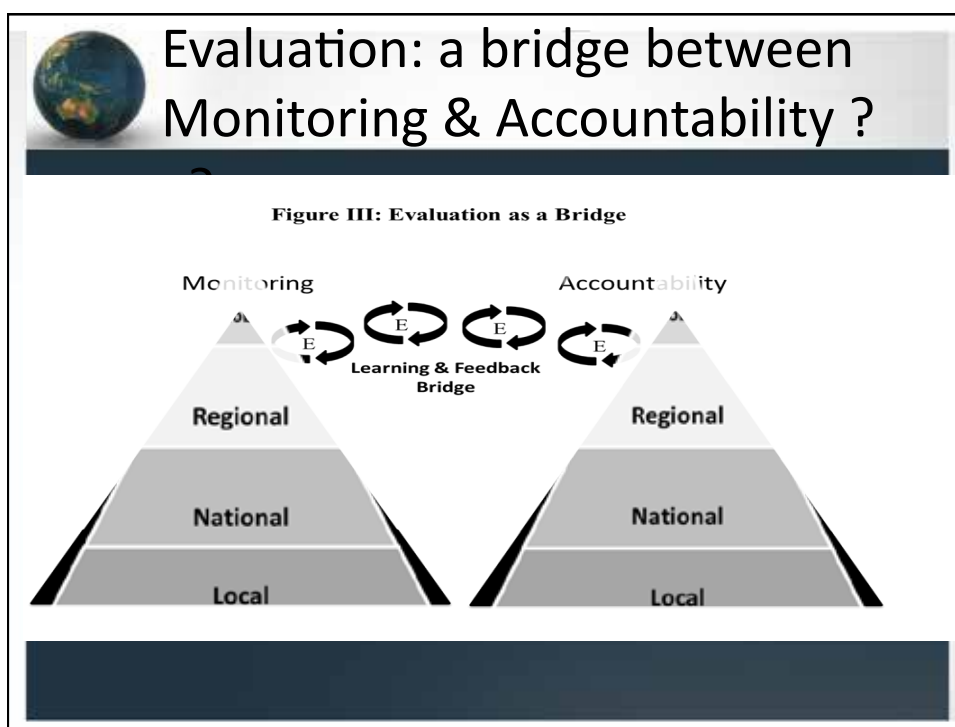 Evaluation: a bridge between
Monitoring & Accountability ?
?
Figure III: Evaluation as a Bridge
Monitoring
Accountability
E
E
E
E
Learning & Feedback
Bridge
Regional
Regional
National
National
Local
Local